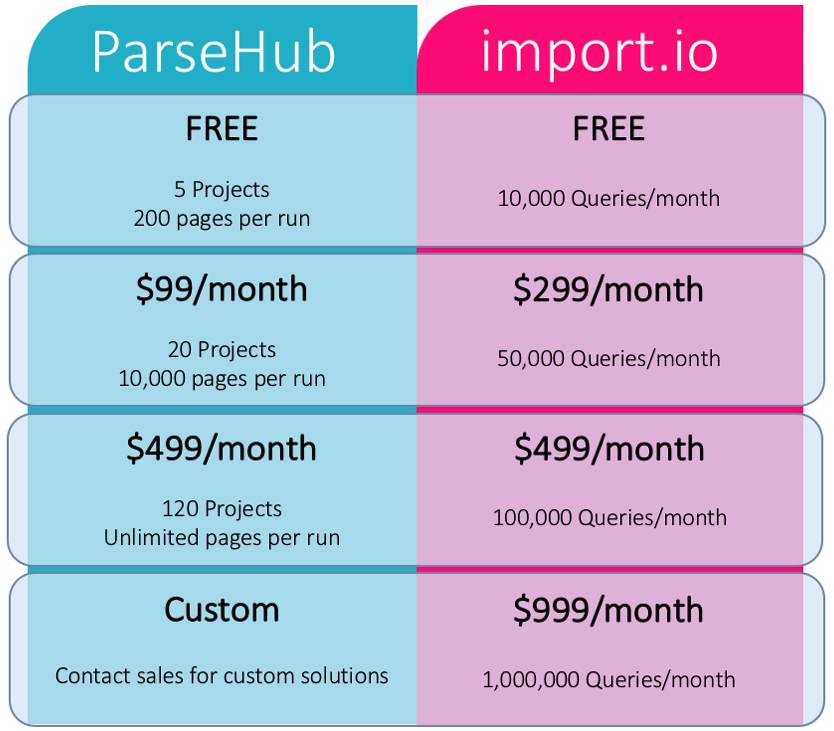 ParseHub
import.io
FREE
5 Projects
200 pages per run
FREE
10,000 Queries/month
$99/month
20 Projects
10,000 pages per run
$299/month
50,000 Queries/month
$499/month
120 Projects
Unlimited pages per run
$499/month
100,000 Queries/month
Custom
Contact sales for custom solutions
$999/month
1,000,000 Queries/month